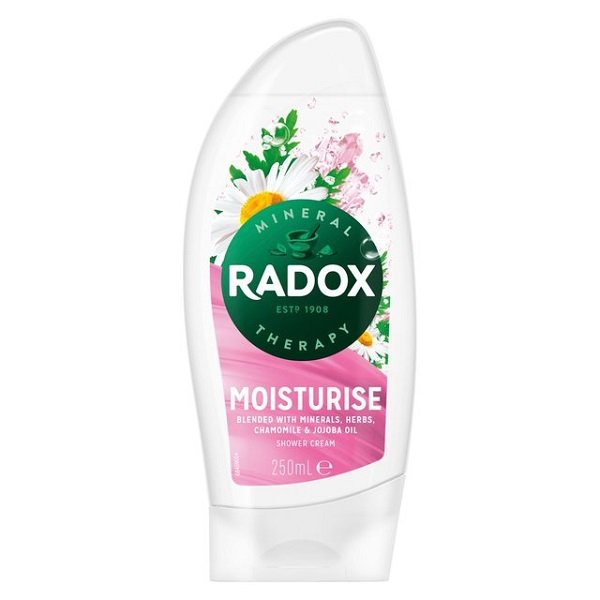 MINERAL
RADOX
ESTD 1908
THERAPY
MOISTURISE
BLENDED WITH MINERALS, HERBS,
CHAMOMILE & JOJOBA OIL
SHOWER CREAM
250mL ℮